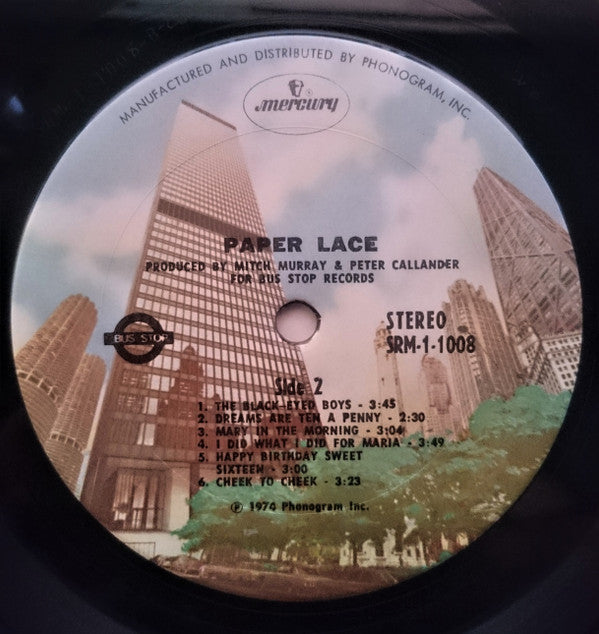 MANUFACTURED AND DISTRIBUTED BY PHONOGRAM, INC.
mercury
PAPER LACE
PRODUCED BY MITCH MURRAY & PETER CALLANDER
FOR BUS STOP RECORDS
BUS STOP
STEREO
SRM-1-1008
Side 2
1. THE BLACK-EYED BOYS - 3:45
2. DREAMS ARE TEN A PENNY - 2:30
3. MARY IN THE MORNING - 3:04
4. I DID WHAT I DID FOR MARIA - 3:49
5. HAPPY BIRTHDAY SWEET
SIXTEEN - 3:00
6. CHEEK TO CHEEK - 3:23
℗ 1974 Phonogram Inc.